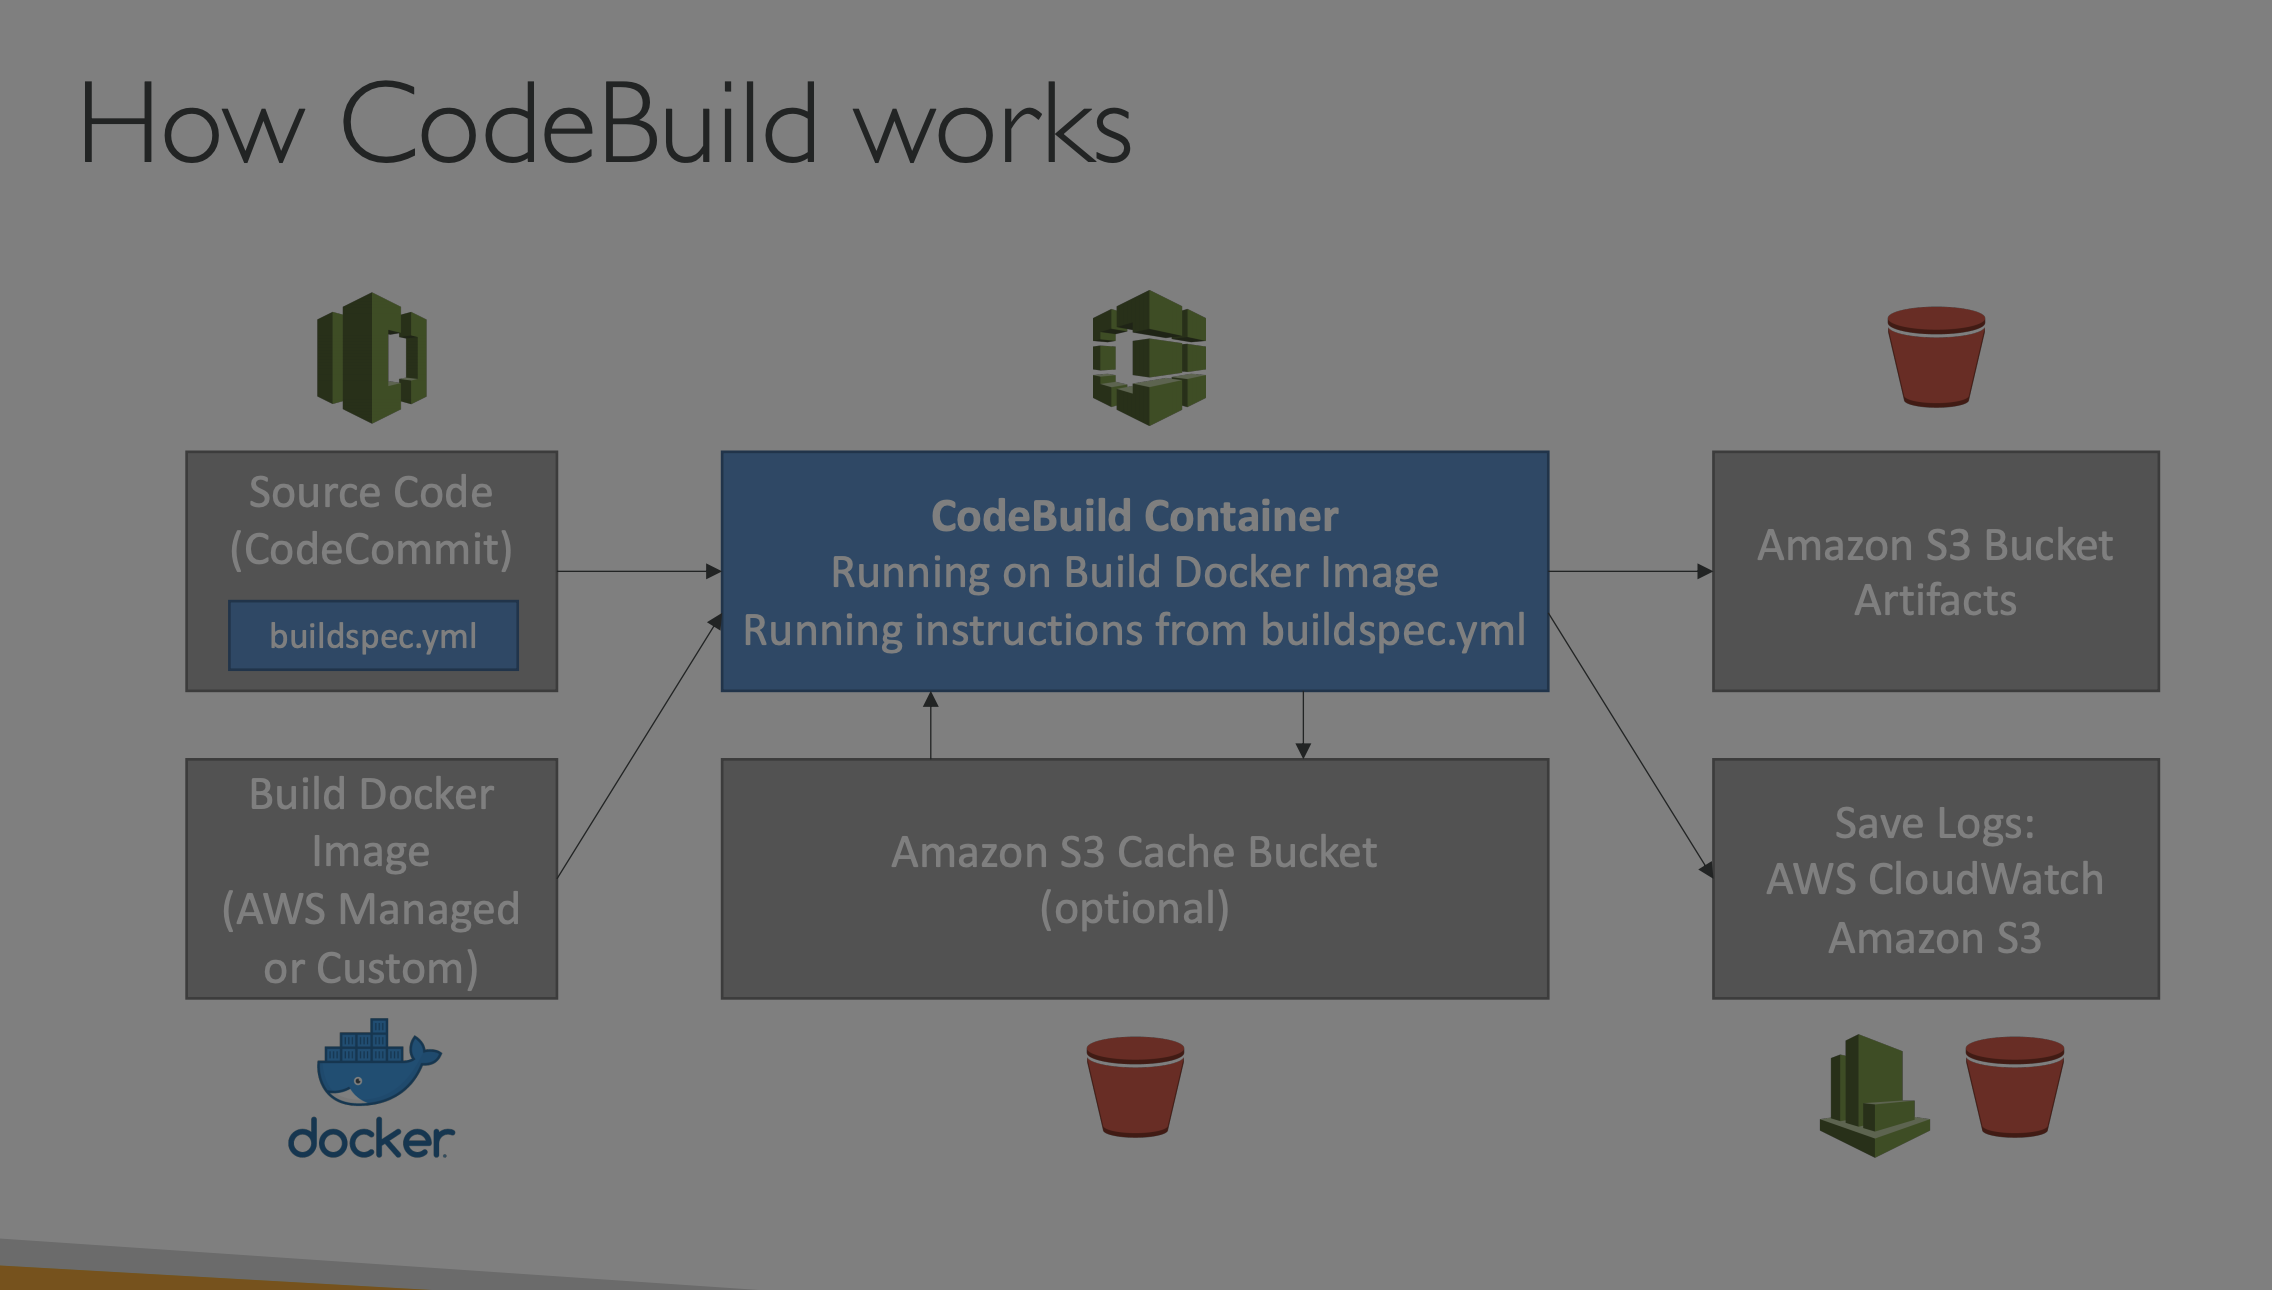 How CodeBuild works
Source Code
(CodeCommit)
buildspec.yml
CodeBuild Container
Running on Build Docker Image
Running instructions from buildspec.yml
Amazon S3 Bucket
Artifacts
Build Docker
Image
(AWS Managed
or Custom)
Amazon S3 Cache Bucket
(optional)
Save Logs:
AWS CloudWatch
Amazon S3
docker